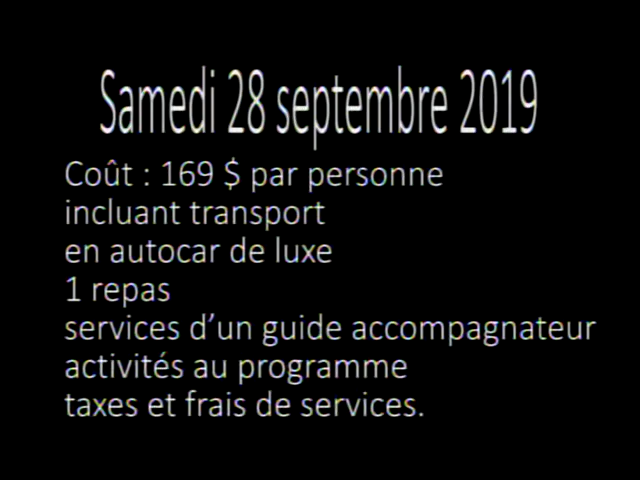 Samedi 28 septembre 2019
Coût : 169 $ par personne
incluant transport
en autocar de luxe
1 repas
services d’un guide accompagnateur
activités au programme
taxes et frais de services.